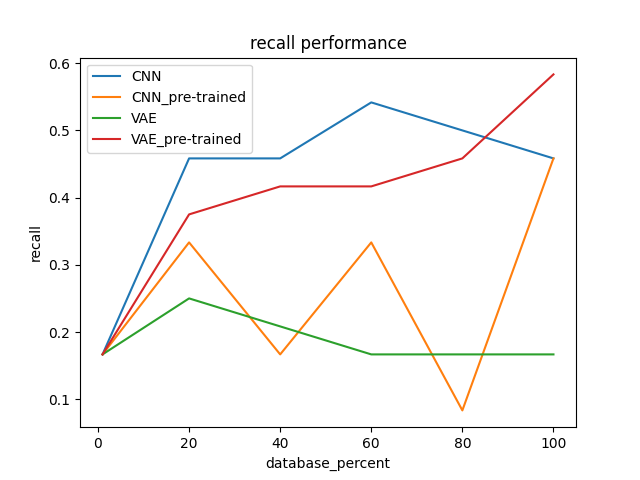 recall performance
CNN
CNN_pre-trained
VAE
VAE_pre-trained
0.6
0.5
0.4
0.3
0.2
0.1
recall
0 20 40 60 80 100
database_percent